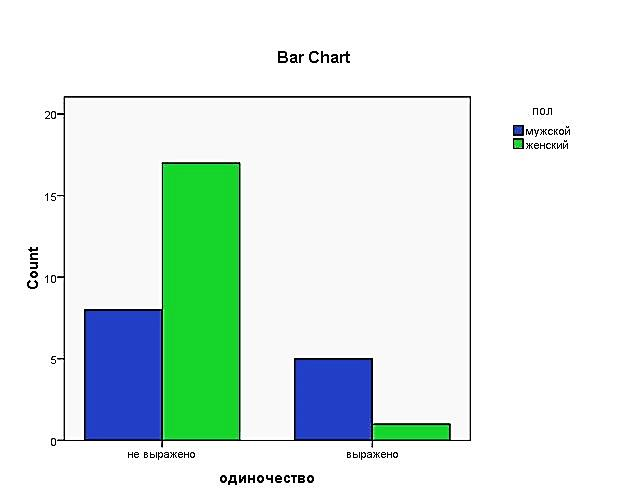 Bar Chart
пол
мужской
женский
20
15
10
5
0
Count
не выражено
выражено
одиночество